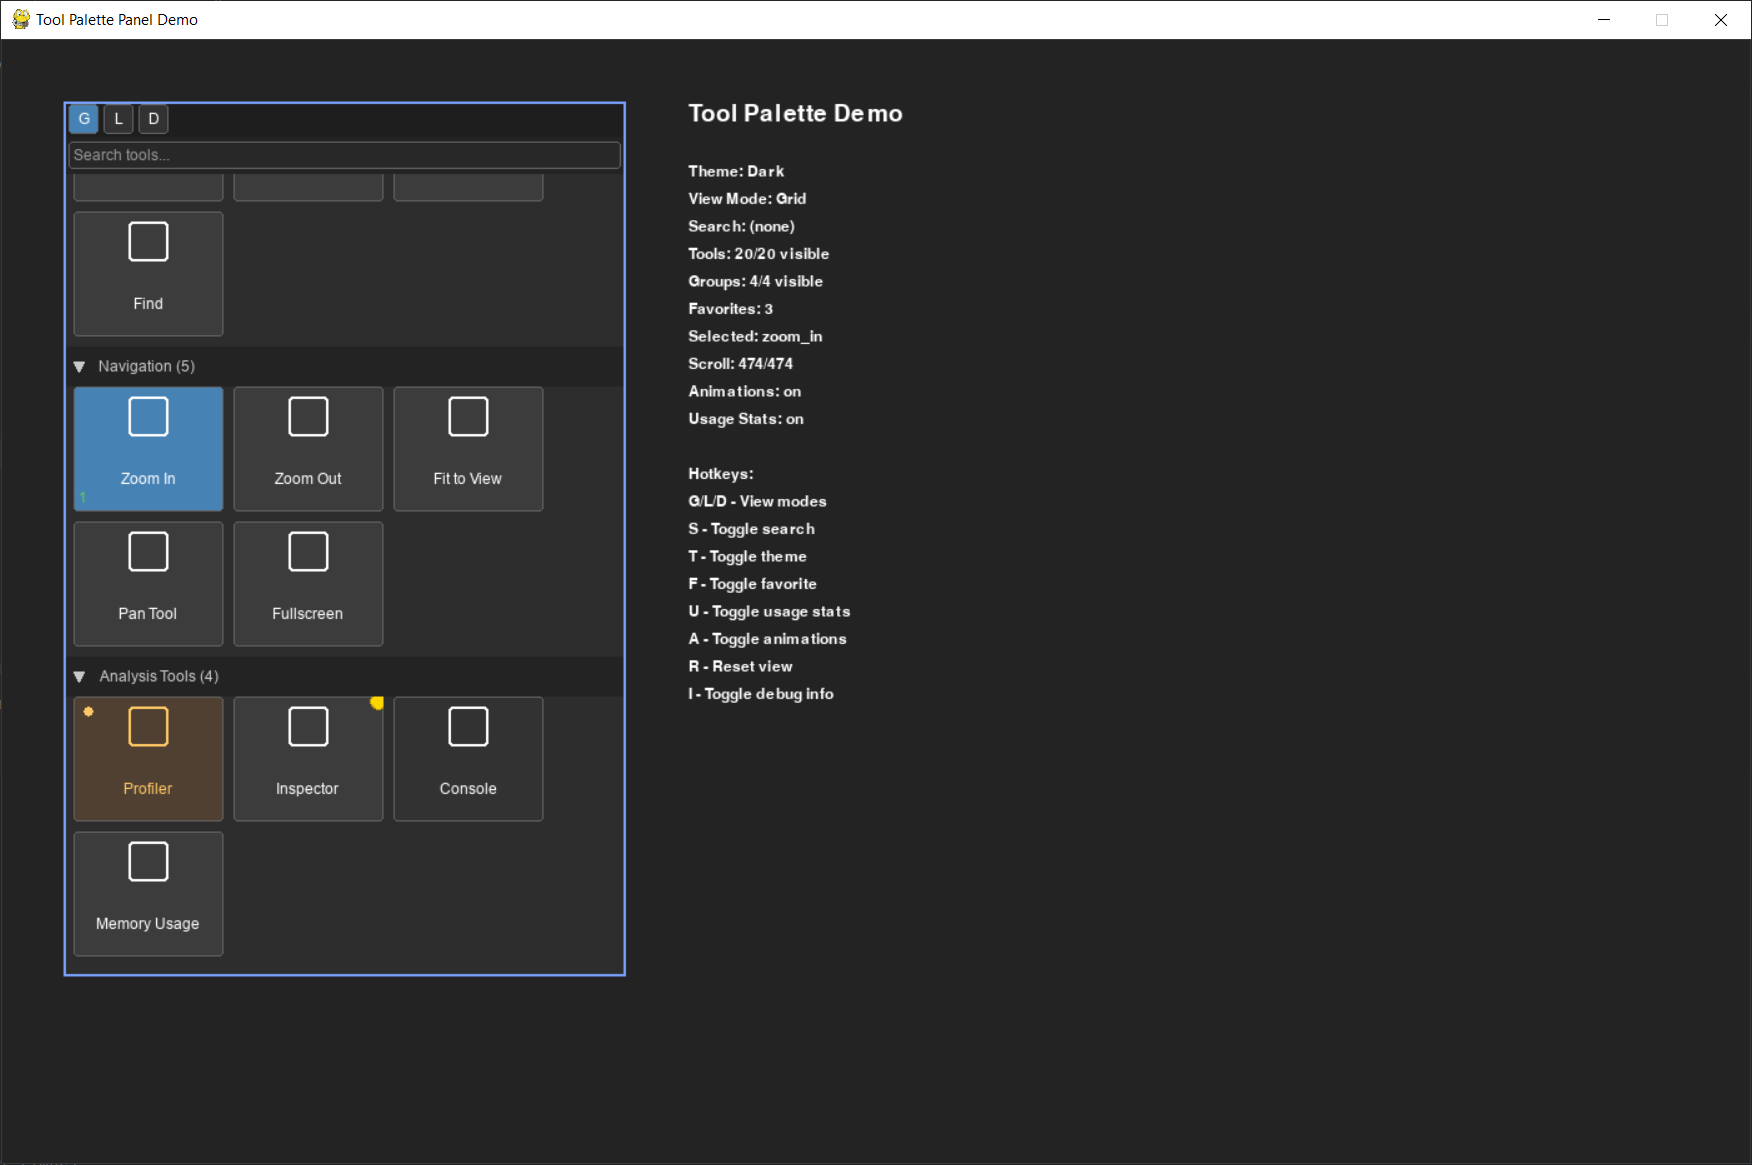 Tool Palette Panel Demo
G L D
Search tools...
Find
Navigation (5)
Zoom In Zoom Out Fit to View
1
Pan Tool Fullscreen
Analysis Tools (4)
Profiler Inspector Console
Memory Usage
Tool Palette Demo
Theme: Dark
View Mode: Grid
Search: (none)
Tools: 20/20 visible
Groups: 4/4 visible
Favorites: 3
Selected: zoom_in
Scroll: 474/474
Animations: on
Usage Stats: on
Hotkeys:
G/L/D - View modes
S - Toggle search
T - Toggle theme
F - Toggle favorite
U - Toggle usage stats
A - Toggle animations
R - Reset view
I - Toggle debug info